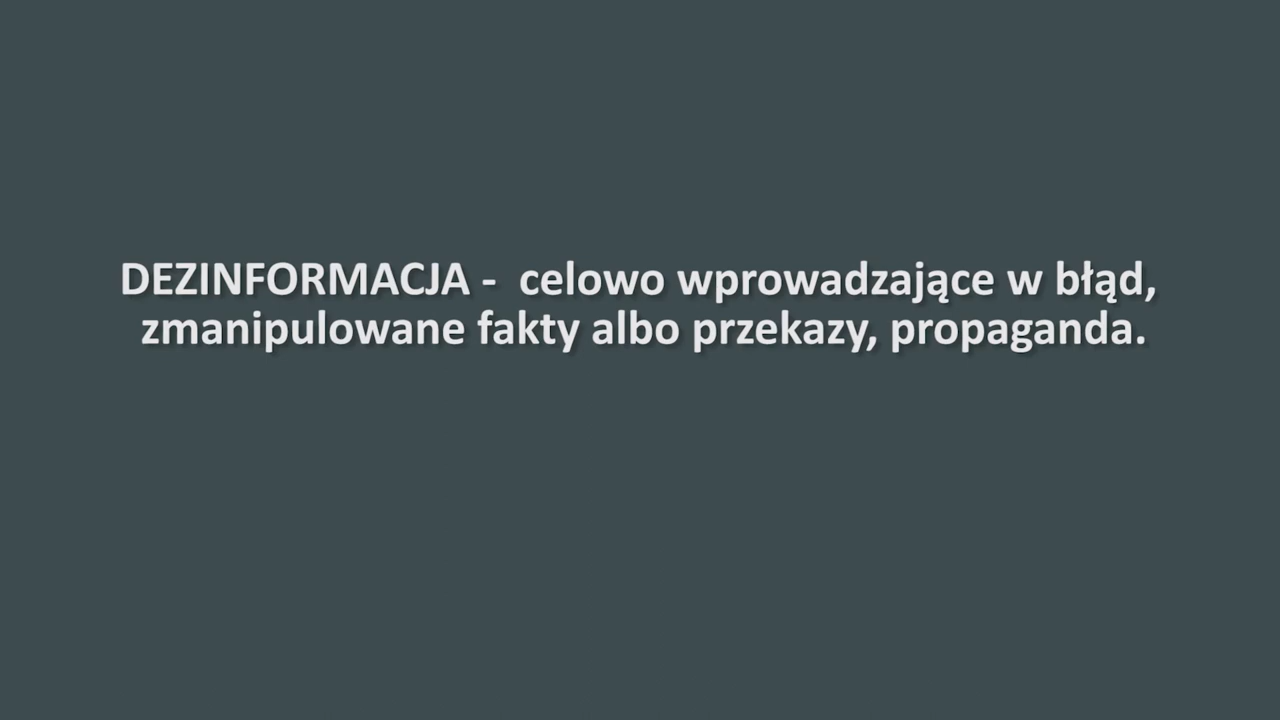 DEZINFORMACJA -  celowo wprowadzające w błąd,
zmanipulowane fakty albo przekazy, propaganda.